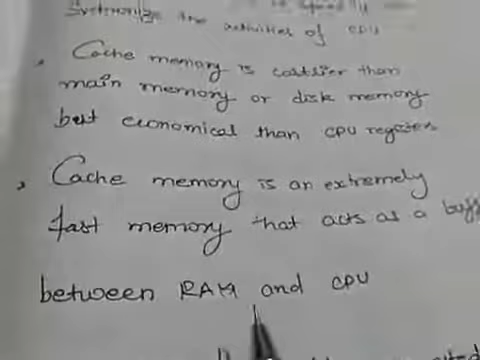 the activities of CPU
• Cache memory is costlier than
main memory or disk memory
but economical than CPU registers
• Cache memory is an extremely
fast memory that acts as a buff
between RAM and CPU